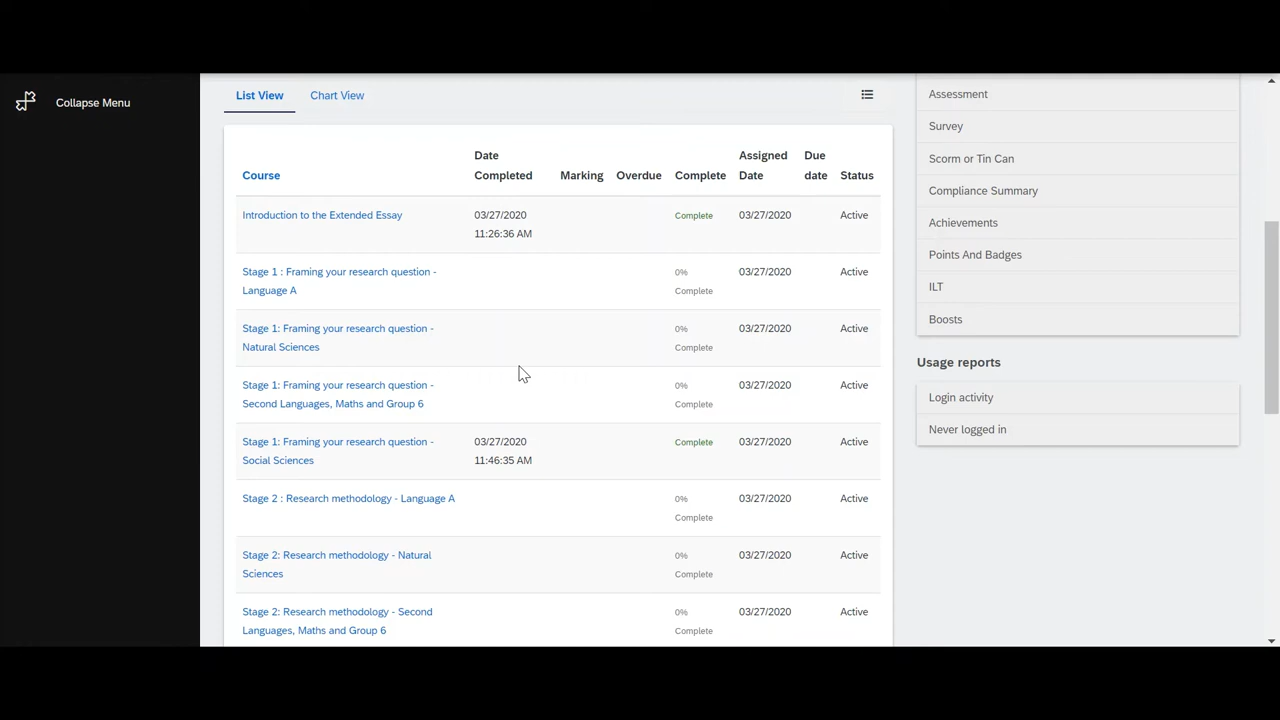 Collapse Menu
List View
Chart View
Course
Date Completed
Marking
Overdue
Complete
Assigned Date
Due date
Status
Introduction to the Extended Essay
03/27/2020
11:26:36 AM
Complete
03/27/2020
Active
Stage 1 : Framing your research question -
Language A
0%
Complete
03/27/2020
Active
Stage 1: Framing your research question -
Natural Sciences
0%
Complete
03/27/2020
Active
Stage 1: Framing your research question -
Second Languages, Maths and Group 6
0%
Complete
03/27/2020
Active
Stage 1: Framing your research question -
Social Sciences
03/27/2020
11:46:35 AM
Complete
03/27/2020
Active
Stage 2 : Research methodology - Language A
0%
Complete
03/27/2020
Active
Stage 2: Research methodology - Natural
Sciences
0%
Complete
03/27/2020
Active
Stage 2: Research methodology - Second
Languages, Maths and Group 6
0%
Complete
03/27/2020
Active
Assessment
Survey
Scorm or Tin Can
Compliance Summary
Achievements
Points And Badges
ILT
Boosts
Usage reports
Login activity
Never logged in